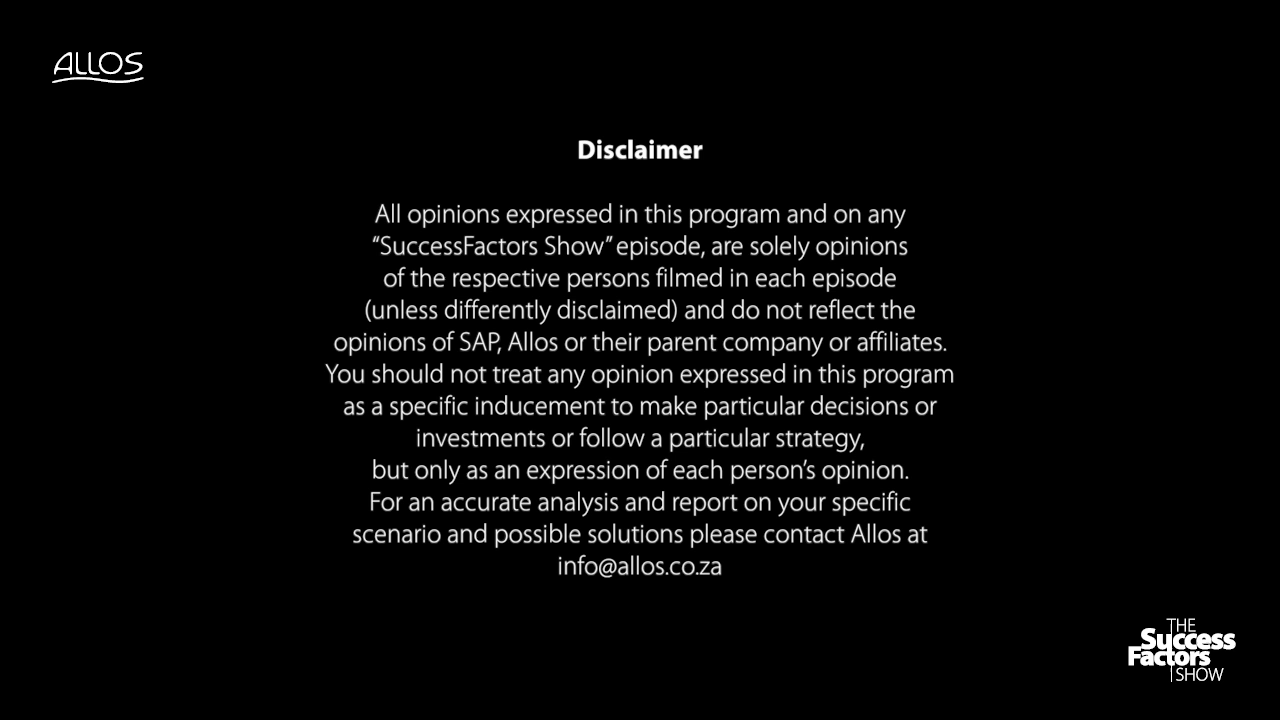 ALLOS
Disclaimer
All opinions expressed in this program and on any
“SuccessFactors Show” episode, are solely opinions
of the respective persons filmed in each episode
(unless differently disclaimed) and do not reflect the
opinions of SAP, Allos or their parent company or affiliates.
You should not treat any opinion expressed in this program
as a specific inducement to make particular decisions or
investments or follow a particular strategy,
but only as an expression of each person’s opinion.
For an accurate analysis and report on your specific
scenario and possible solutions please contact Allos at
info@allos.co.za
THE
Success
Factors
SHOW